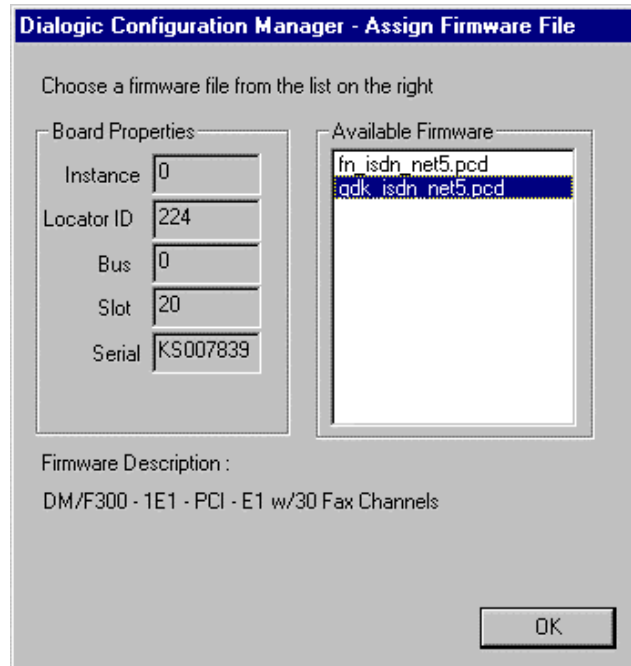 Dialogic Configuration Manager - Assign Firmware File
Choose a firmware file from the list on the right
Board Properties
Instance 0
Locator ID 224
Bus 0
Slot 20
Serial KS007839
Available Firmware
fn_isdn_net5.pcd
gdk_isdn_net5.pcd
Firmware Description :
DM/F300 - 1E1 - PCI - E1 w/30 Fax Channels
OK